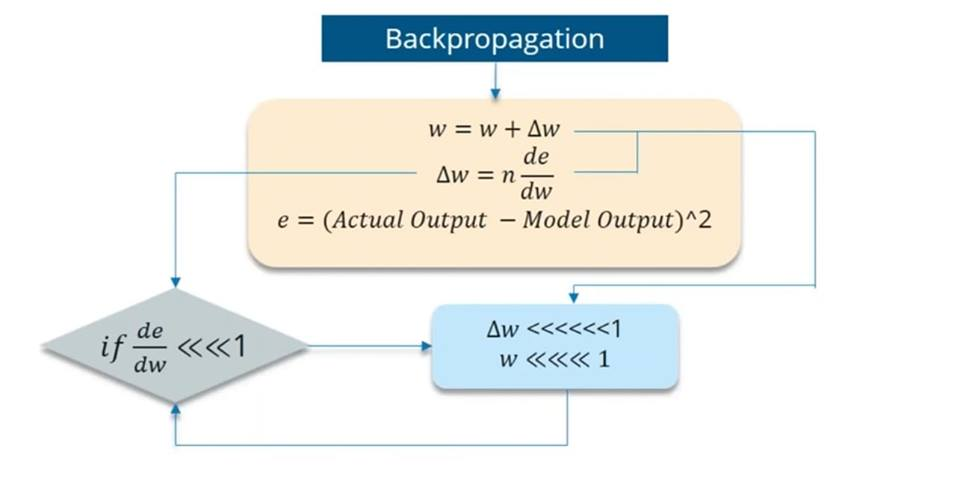 Backpropagation
w = w + Δw
Δw = n de/dw
e = (Actual Output − Model Output)^2
if de/dw ⋘1
Δw <<<<<<1
w ⋘≪ 1